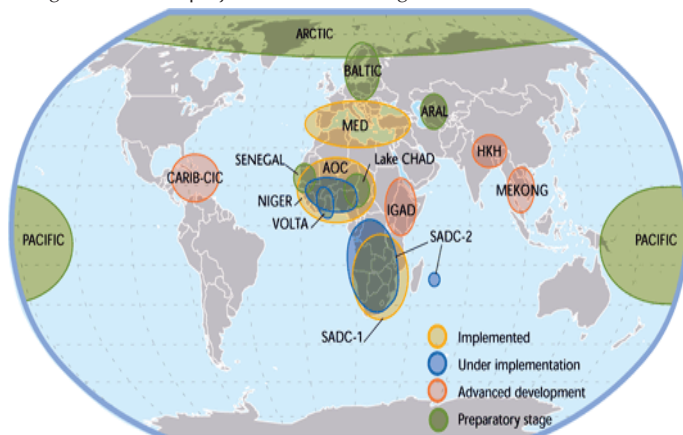 ARCTIC
BALTIC
ARAL
MED
SENEGAL
AOC
Lake CHAD
HKH
CARIB-CIC
MEKONG
NIGER
IGAD
VOLTA
PACIFIC
SADC-2
PACIFIC
SADC-1
Implemented
Under implementation
Advanced development
Preparatory stage